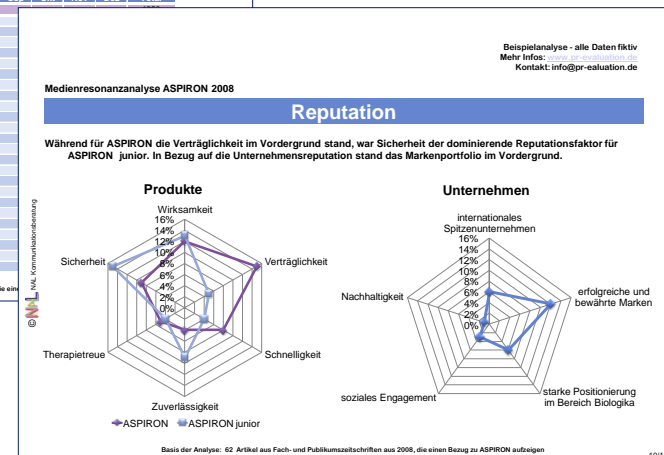 Beispielanalyse - alle Daten fiktiv
Mehr Infos: www.pr-evaluation.de
Kontakt: info@pr-ealuation.de
Medienresonanzanalyse ASPIRON 2008
Reputation
Während für ASPIRON die Verträglichkeit im Vordergrund stand, war Sicherheit der dominierende Reputationsfaktor für
ASPIRON junior. In Bezug auf die Unternehmensreputation stand das Markenportfolio im Vordergrund.
Produkte
Wirksamkeit
16%
14%
12%
10%
8%
6%
4%
2%
0%
Sicherheit
Verträglichkeit
Therapietreue
Schnelligkeit
Zuverlässigkeit
ASPIRON
ASPIRON junior
Unternehmen
internationales
Spitzenunternehmen
16%
14%
12%
10%
8%
6%
4%
2%
0%
Nachhaltigkeit
erfolgreiche und
bewährte Marken
soziales Engagement
starke Positionierung
im Bereich Biologika
© NAL NAL Kommunikationsberatung
Basis der Analyse: 62 Artikel aus Fach- und Publikumszeitschriften aus 2008, die einen Bezug zu ASPIRON aufzeigen